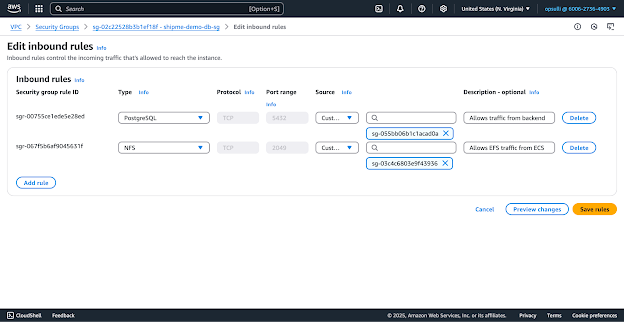 aws
Search
[Option+S]
United States (N. Virginia)
opselli @ 6006-2736-4993
VPC > Security Groups > sg-02c22528b3b1ef18f - shipme-demo-db-sg > Edit inbound rules
Edit inbound rules Info
Inbound rules control the incoming traffic that's allowed to reach the instance.
Inbound rules Info
Security group rule ID Type Info Protocol Info Port range Info Source Info Description - optional Info
sgr-00755ce1ede5e28ed PostgreSQL TCP 5432 Cust... Allows traffic from backend Delete
sg-055bb06b1c1acad0a
sgr-067f5b6af9045631f NFS TCP 2049 Cust... Allows EFS traffic from ECS Delete
sg-03c4c6803e9f43936
Add rule
Cancel Preview changes Save rules
CloudShell Feedback © 2025, Amazon Web Services, Inc. or its affiliates. Privacy Terms Cookie preferences